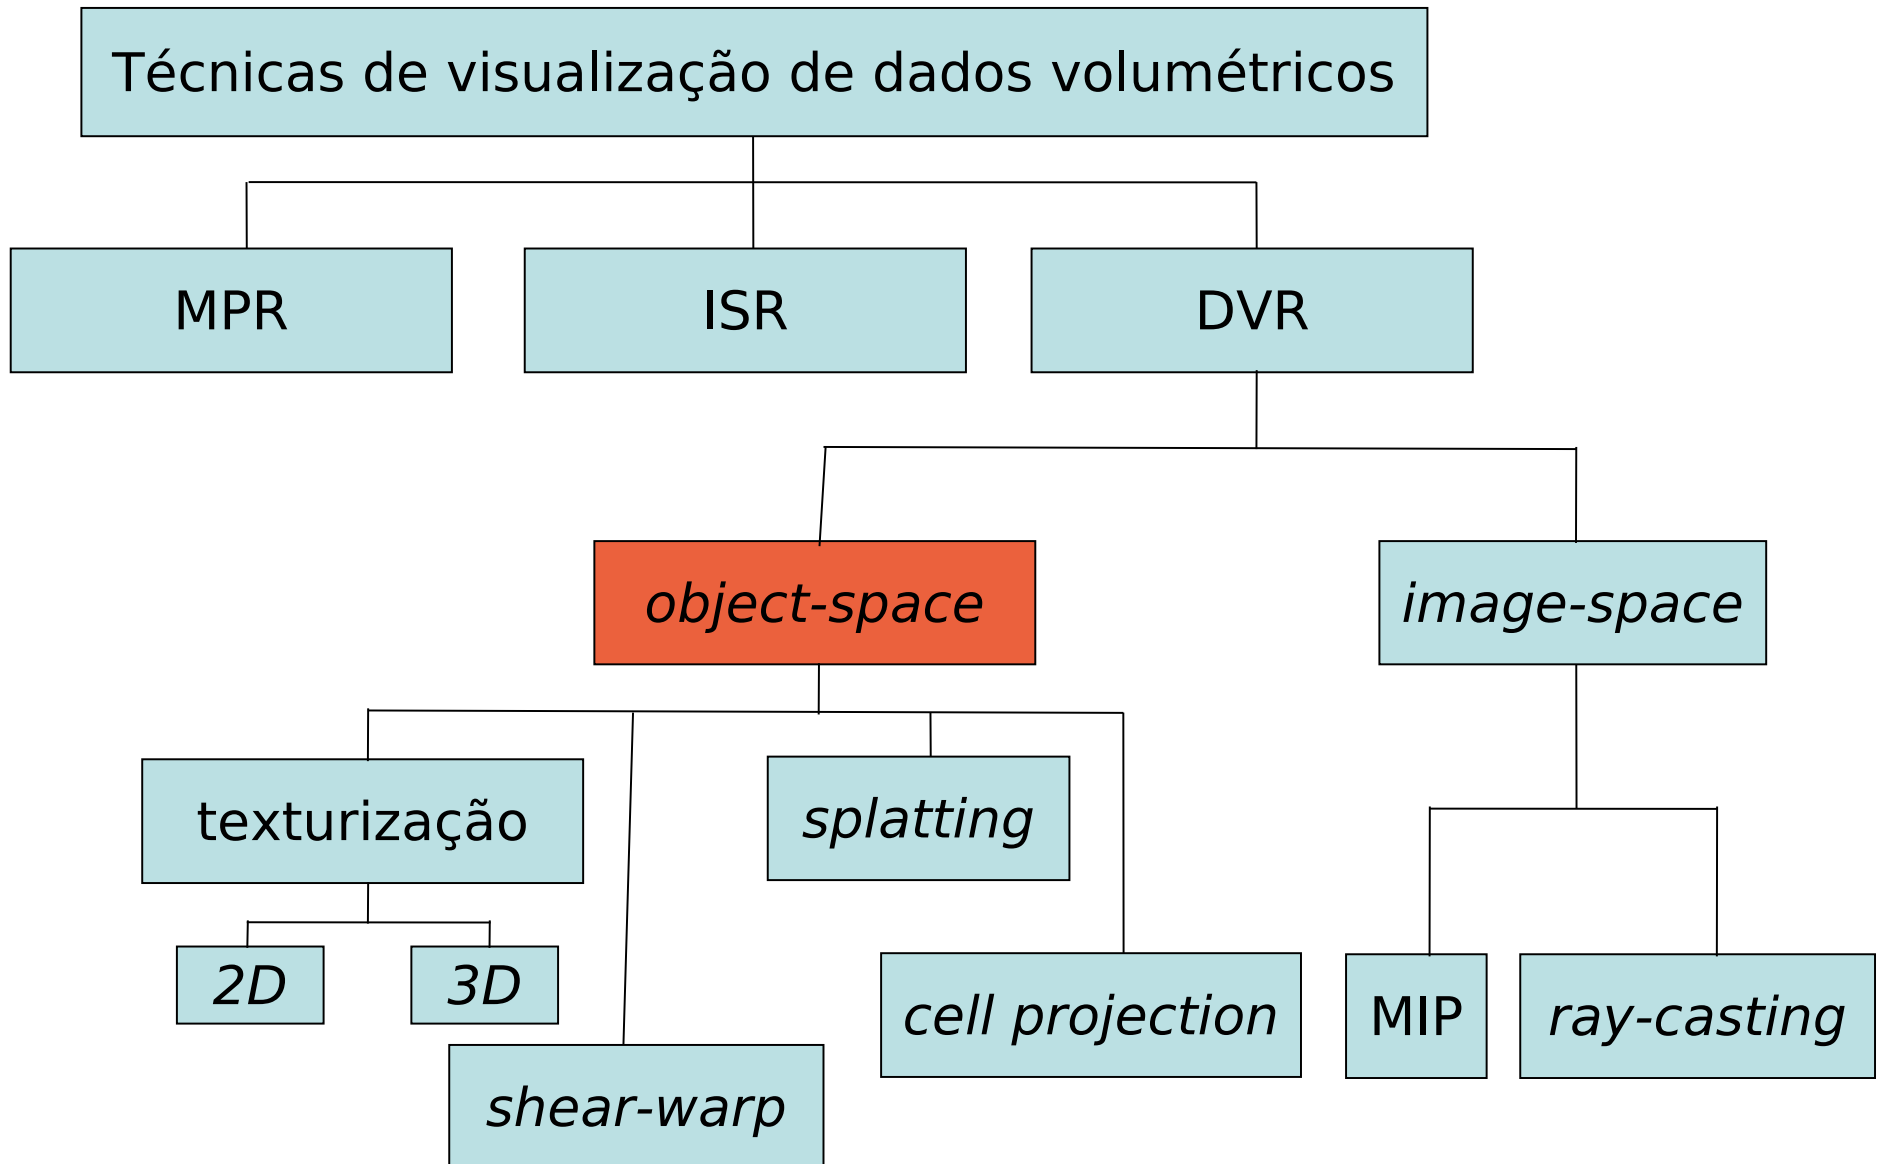 Técnicas de visualização de dados volumétricos
MPR
ISR
DVR
object-space
image-space
texturização
splatting
2D
3D
cell projection
MIP
ray-casting
shear-warp